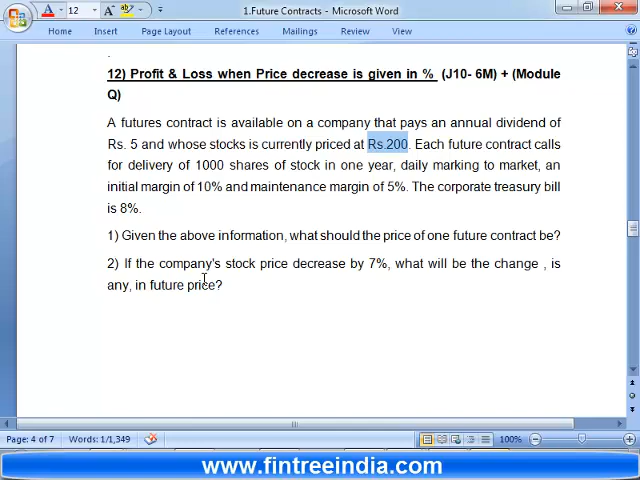 1.Future Contracts - Microsoft Word
A 12 A aby
Home Insert Page Layout References Mailings Review View
.
12) Profit & Loss when Price decrease is given in % (J10- 6M) + (Module
Q)
A futures contract is available on a company that pays an annual dividend of
Rs. 5 and whose stocks is currently priced at Rs.200. Each future contract calls
for delivery of 1000 shares of stock in one year, daily marking to market, an
initial margin of 10% and maintenance margin of 5%. The corporate treasury bill
is 8%.
1) Given the above information, what should the price of one future contract be?
2) If the company's stock price decrease by 7%, what will be the change , is
any, in future price?
Page: 4 of 7 Words: 1/1,349 100%
www.fintreeindia.com